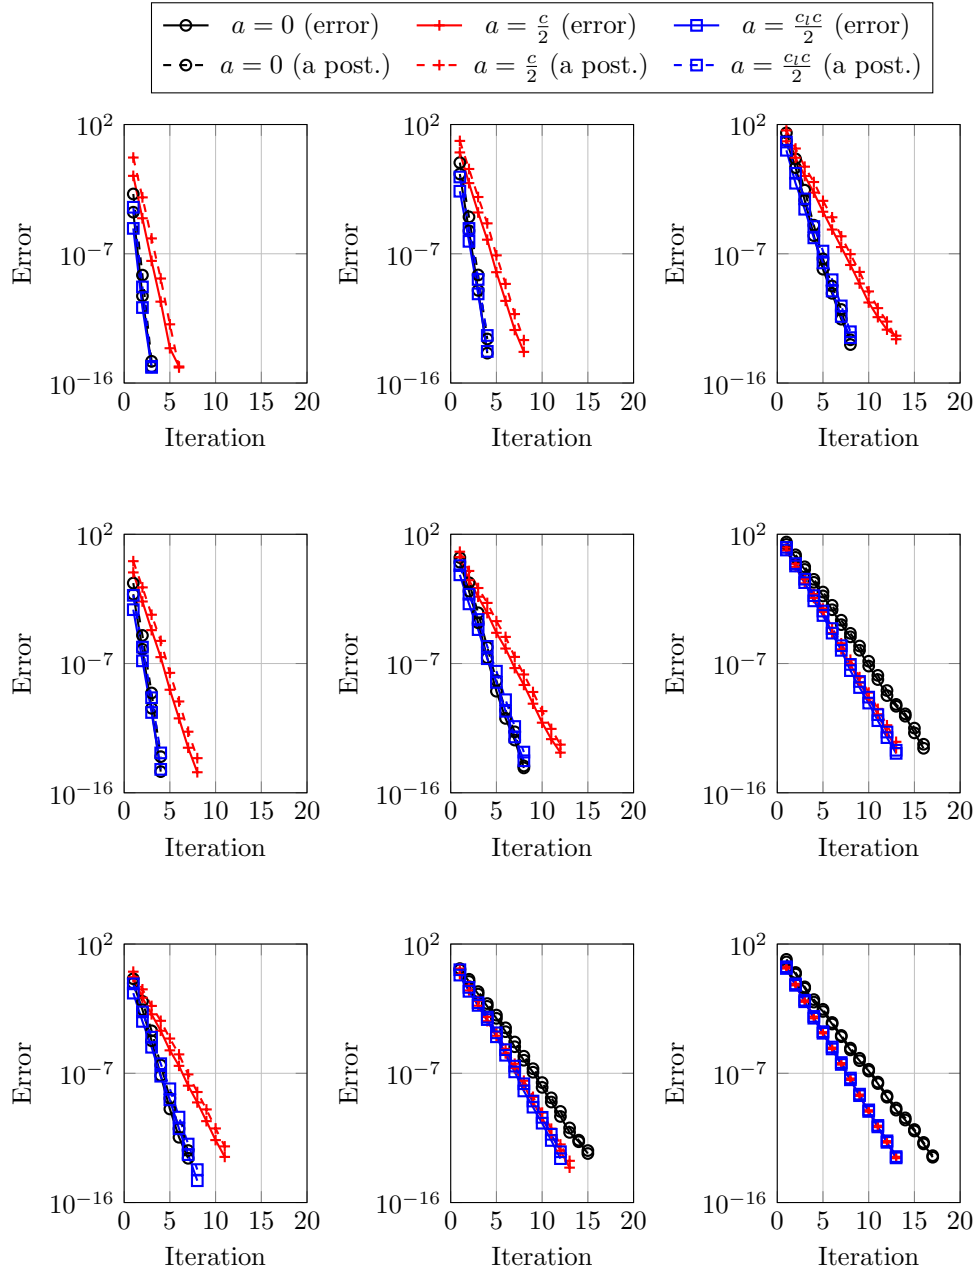 a = 0 (error) a = c/2 (error) a = c_l c/2 (error)
a = 0 (a post.) a = c/2 (a post.) a = c_l c/2 (a post.)
10^2 10^2 10^2
Error Error Error
10^−7 10^−7 10^−7
10^−16 10^−16 10^−16
0 5 10 15 20 0 5 10 15 20 0 5 10 15 20
Iteration Iteration Iteration
10^2 10^2 10^2
Error Error Error
10^−7 10^−7 10^−7
10^−16 10^−16 10^−16
0 5 10 15 20 0 5 10 15 20 0 5 10 15 20
Iteration Iteration Iteration
10^2 10^2 10^2
Error Error Error
10^−7 10^−7 10^−7
10^−16 10^−16 10^−16
0 5 10 15 20 0 5 10 15 20 0 5 10 15 20
Iteration Iteration Iteration